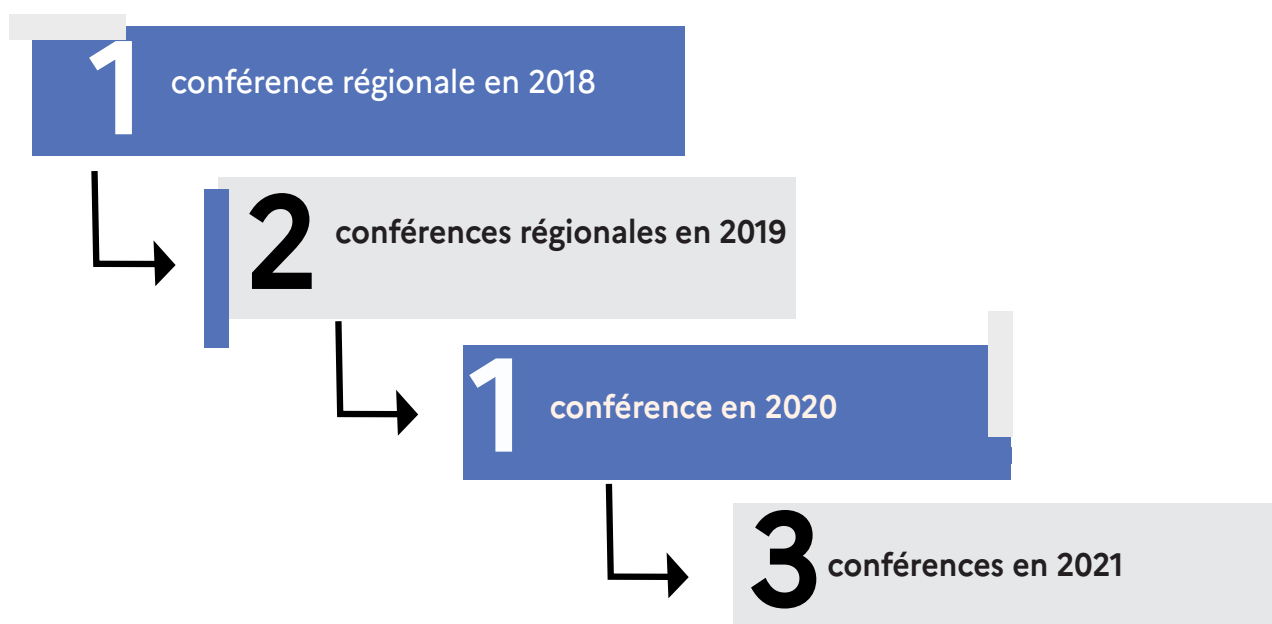 1 conférence régionale en 2018
2 conférences régionales en 2019
1 conférence en 2020
3 conférences en 2021